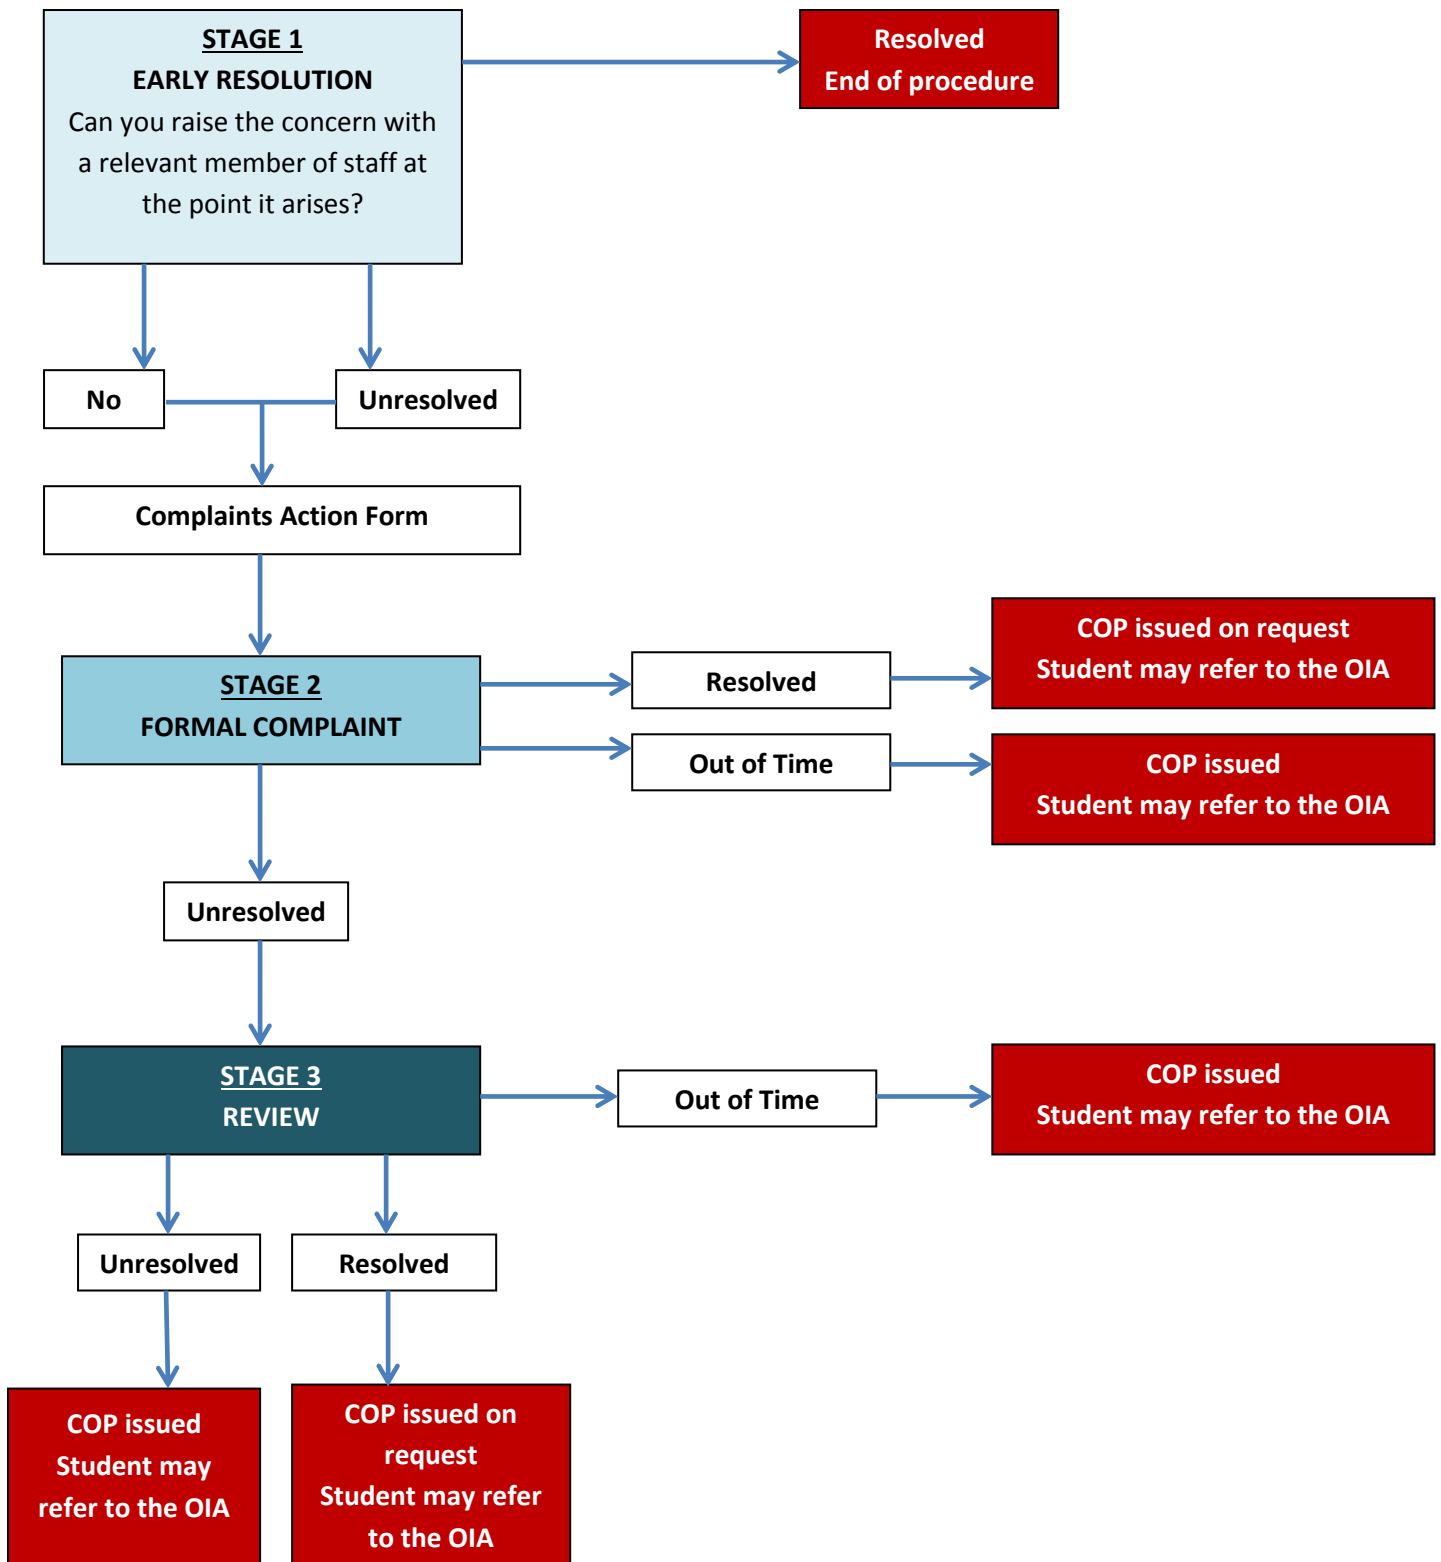 STAGE 1
EARLY RESOLUTION
Can you raise the concern with
a relevant member of staff at
the point it arises?
Resolved
End of procedure
No
Unresolved
Complaints Action Form
STAGE 2
FORMAL COMPLAINT
Resolved
COP issued on request
Student may refer to the OIA
Out of Time
COP issued
Student may refer to the OIA
Unresolved
STAGE 3
REVIEW
Out of Time
COP issued
Student may refer to the OIA
Unresolved
Resolved
COP issued
Student may
refer to the OIA
COP issued on
request
Student may refer
to the OIA